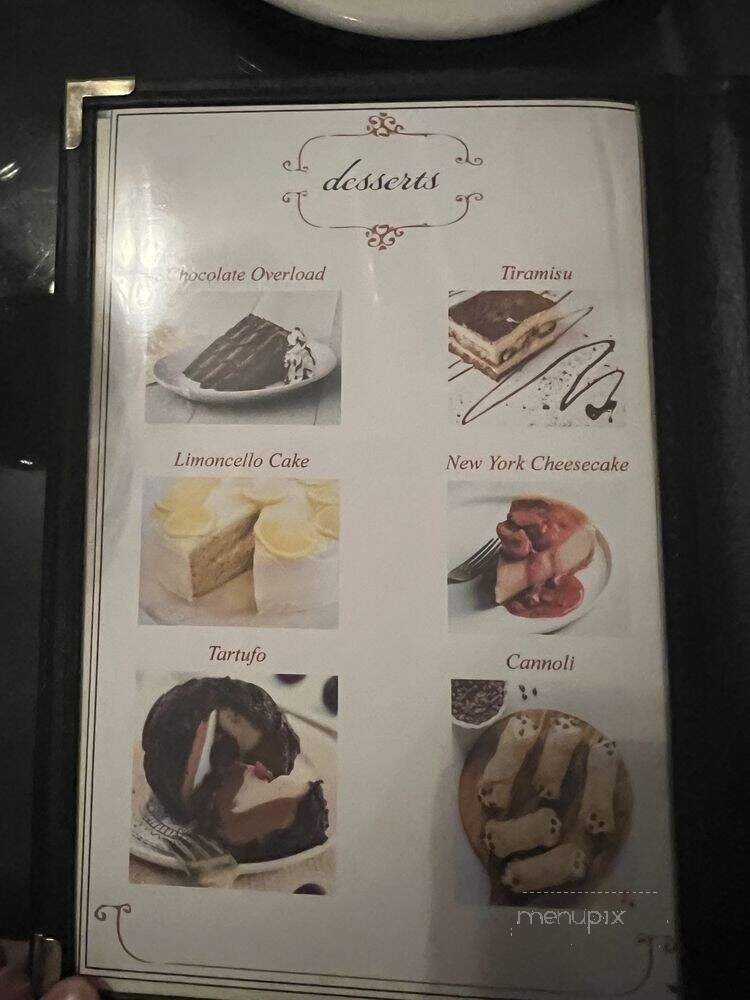 desserts
Chocolate Overload
Tiramisu
Limoncello Cake
New York Cheesecake
Tartufo
Cannoli
menupix